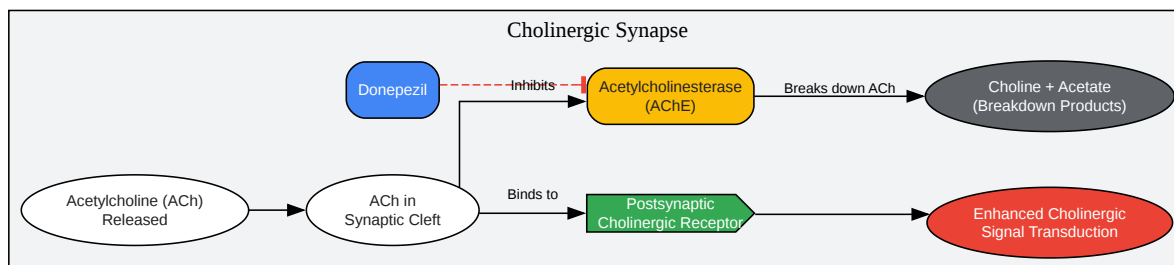 Cholinergic Synapse
Donepezil
Inhibits
Acetylcholinesterase
(AChE)
Breaks down ACh
Choline + Acetate
(Breakdown Products)
Acetylcholine (ACh)
Released
ACh in
Synaptic Cleft
Binds to
Postsynaptic
Cholinergic Receptor
Enhanced Cholinergic
Signal Transduction